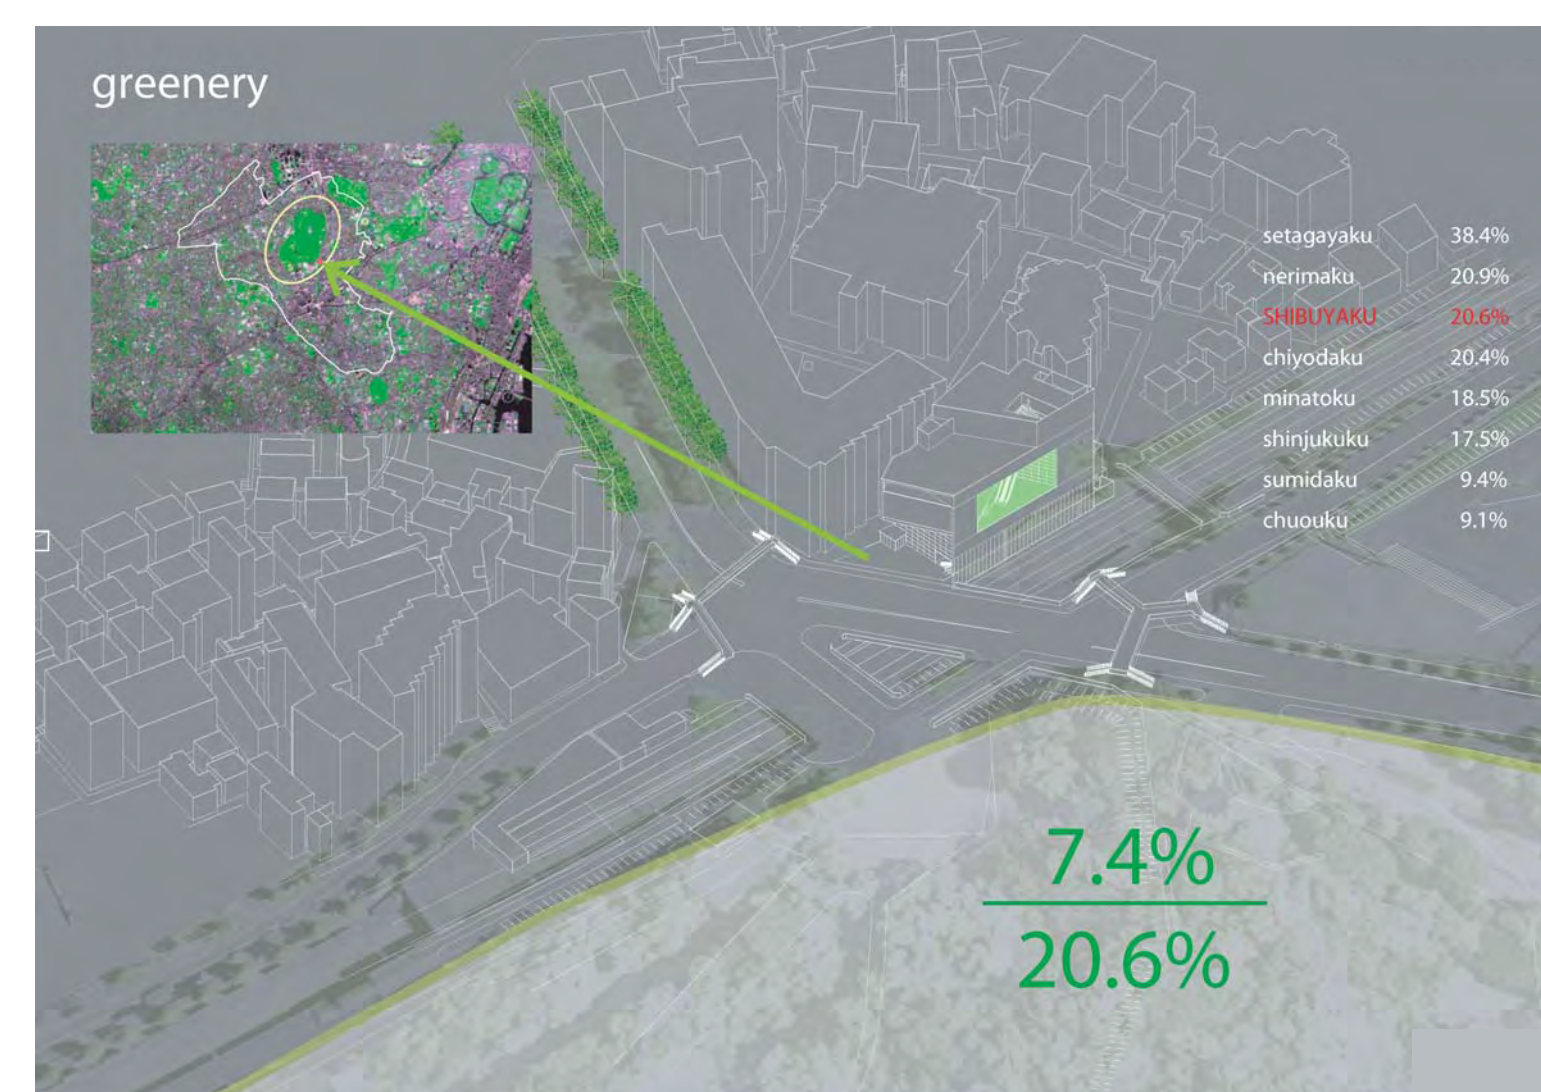 greenery
setagayaku 38.4%
nerimaku 20.9%
SHIBUYAKU 20.6%
chiyodaku 20.4%
minatoku 18.5%
shinjukuku 17.5%
sumidaku 9.4%
chuouku 9.1%
7.4%
20.6%